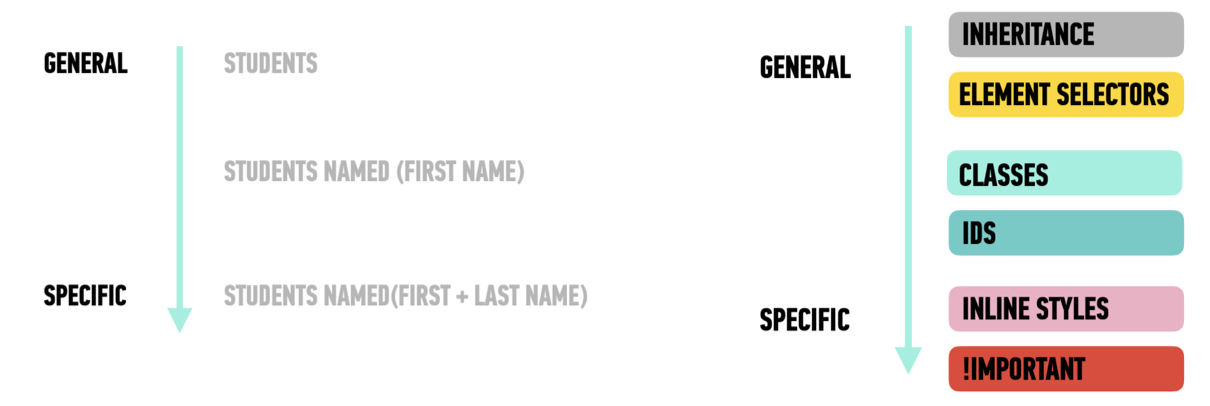 GENERAL
STUDENTS
STUDENTS NAMED (FIRST NAME)
SPECIFIC
STUDENTS NAMED(FIRST + LAST NAME)
GENERAL
INHERITANCE
ELEMENT SELECTORS
CLASSES
IDS
SPECIFIC
INLINE STYLES
!IMPORTANT